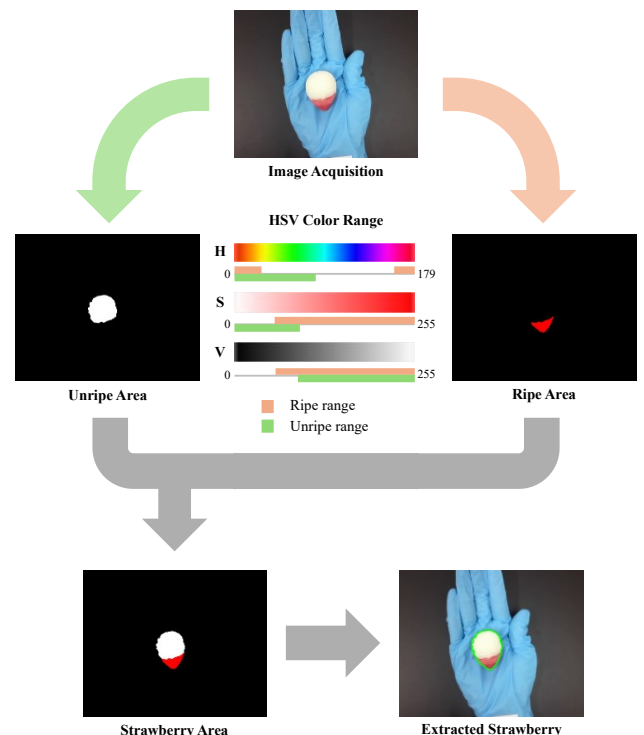 Image Acquisition
HSV Color Range
H
0
179
S
0
255
V
0
255
Unripe Area
Ripe Area
Ripe range
Unripe range
Strawberry Area
Extracted Strawberry